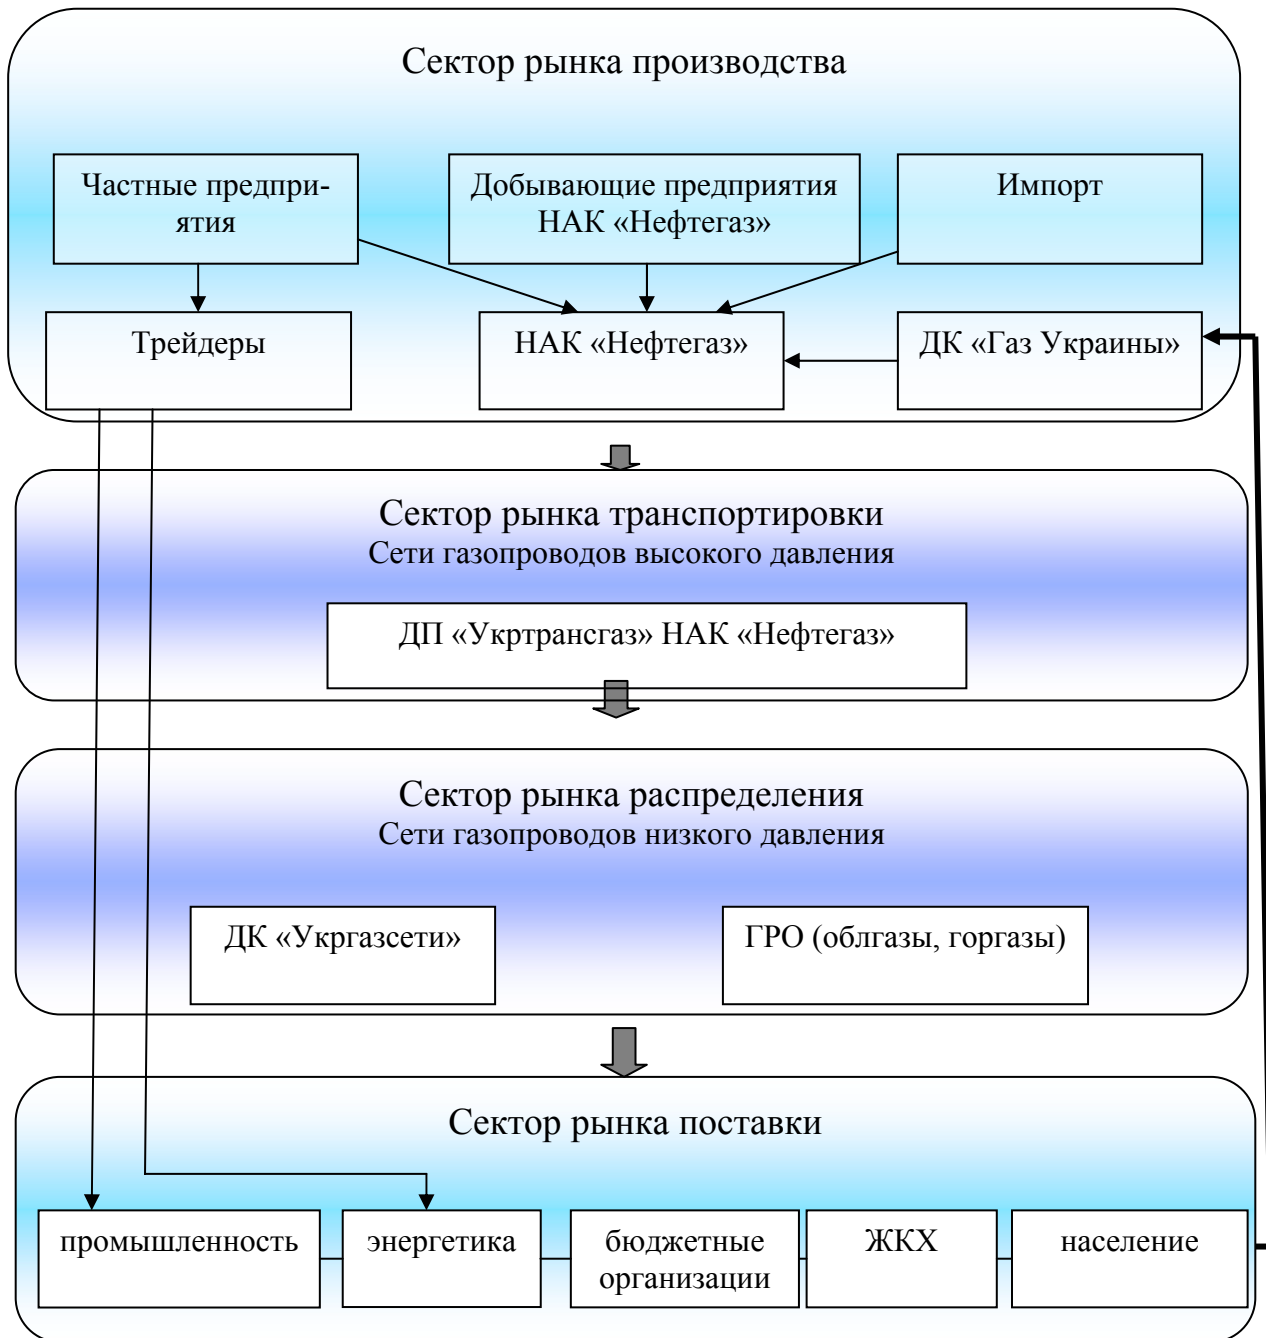 Сектор рынка производства
Частные предпри-
ятия
Добывающие предприятия
НАК «Нефтегаз»
Импорт
Трейдеры
НАК «Нефтегаз»
ДК «Газ Украины»
Сектор рынка транспортировки
Сети газопроводов высокого давления
ДП «Укртрансгаз» НАК «Нефтегаз»
Сектор рынка распределения
Сети газопроводов низкого давления
ДК «Укргазсети»
ГРО (облгазы, горгазы)
Сектор рынка поставки
промышленность
энергетика
бюджетные
организации
ЖКХ
население